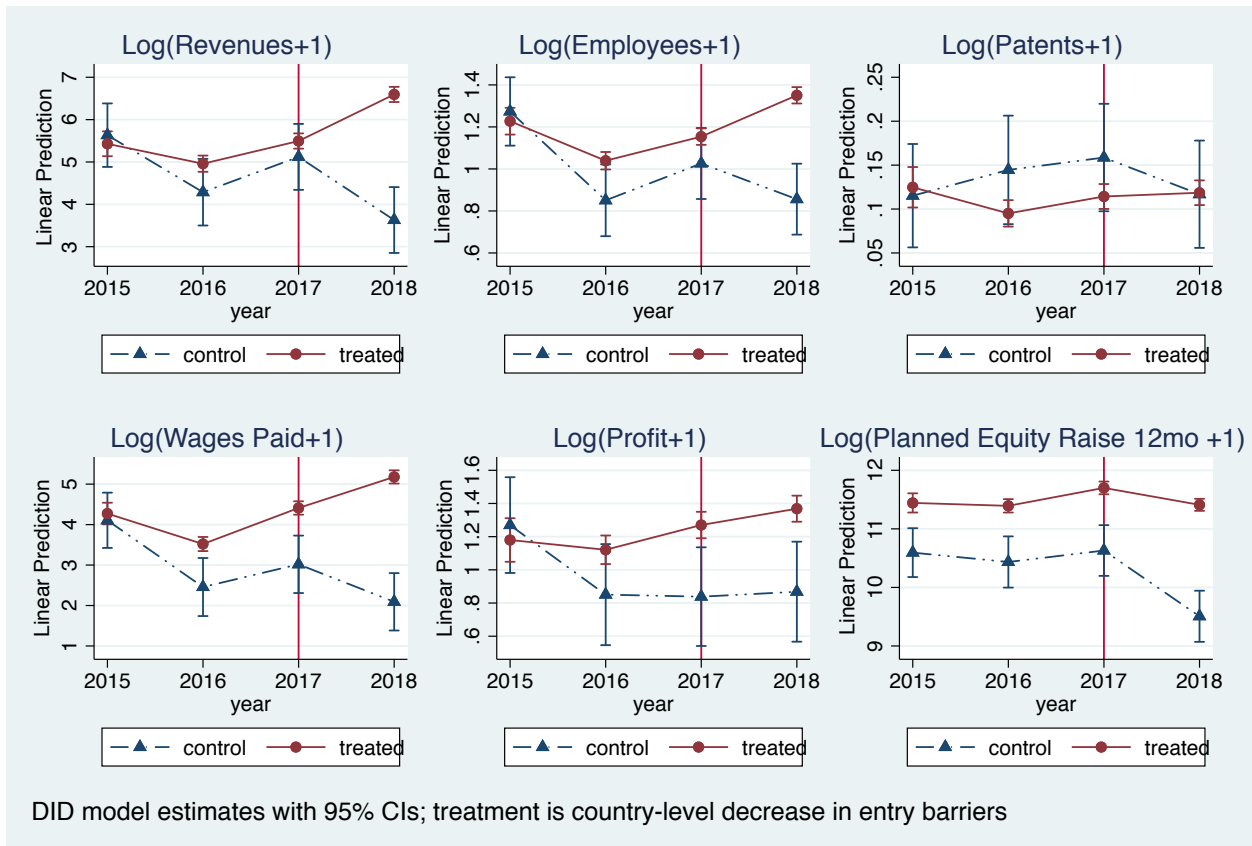 Log(Revenues+1)
Linear Prediction
7
6
5
4
3
2015 2016 2017 2018
year
control treated
Log(Employees+1)
Linear Prediction
1.4
1.2
1
.8
.6
2015 2016 2017 2018
year
control treated
Log(Patents+1)
Linear Prediction
.25
.2
.15
.1
.05
2015 2016 2017 2018
year
control treated
Log(Wages Paid+1)
Linear Prediction
5
4
3
2
1
2015 2016 2017 2018
year
control treated
Log(Profit+1)
Linear Prediction
1.6
1.4
1.2
1
.8
.6
2015 2016 2017 2018
year
control treated
Log(Planned Equity Raise 12mo +1)
Linear Prediction
12
11
10
9
2015 2016 2017 2018
year
control treated
DID model estimates with 95% CIs; treatment is country-level decrease in entry barriers